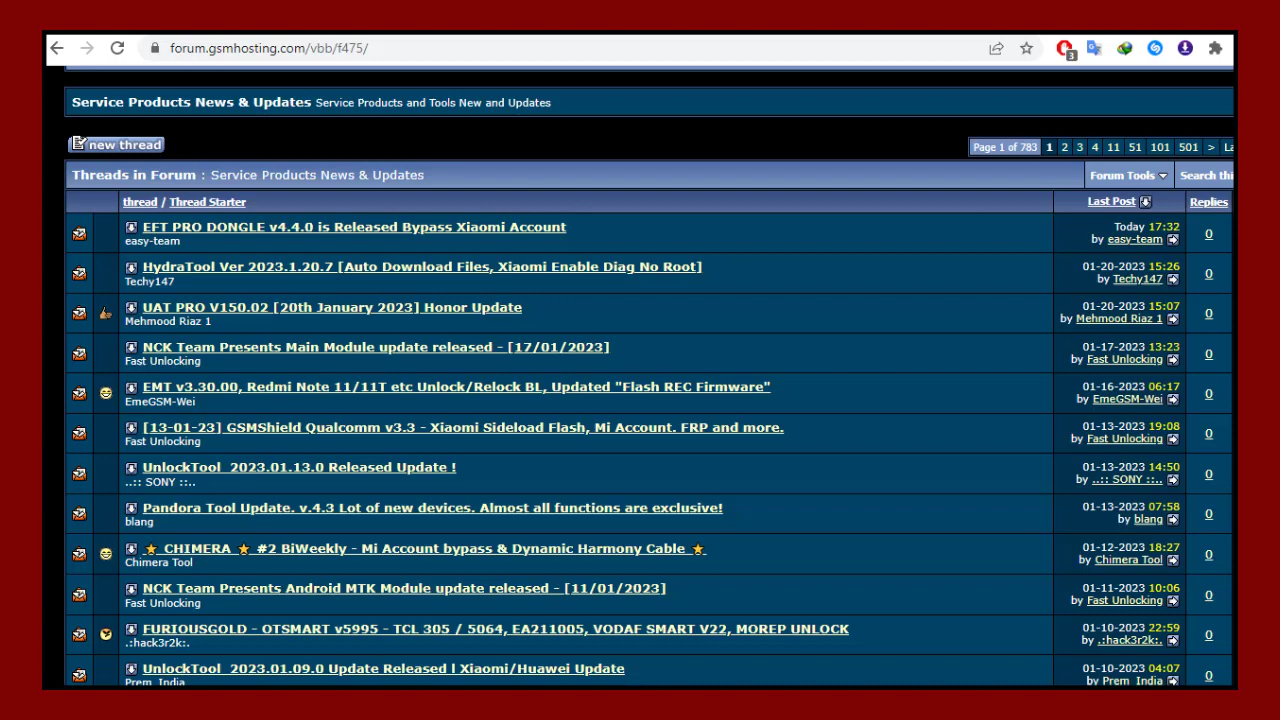 forum.gsmhosting.com/vbb/f475/
3
Service Products News & Updates Service Products and Tools New and Updates
new thread
Page 1 of 783 1 2 3 4 11 51 101 501 > La
Threads in Forum : Service Products News & Updates Forum Tools Search thi
thread / Thread Starter Last Post Replies
EFT PRO DONGLE v4.4.0 is Released Bypass Xiaomi Account Today 17:32
easy-team by easy-team 0
HydraTool Ver 2023.1.20.7 [Auto Download Files, Xiaomi Enable Diag No Root] 01-20-2023 15:26
Techy147 by Techy147 0
UAT PRO V150.02 [20th January 2023] Honor Update 01-20-2023 15:07
Mehmood Riaz 1 by Mehmood Riaz 1 0
NCK Team Presents Main Module update released - [17/01/2023] 01-17-2023 13:23
Fast Unlocking by Fast Unlocking 0
EMT v3.30.00, Redmi Note 11/11T etc Unlock/Relock BL, Updated "Flash REC Firmware" 01-16-2023 06:17
EmeGSM-Wei by EmeGSM-Wei 0
[13-01-23] GSMShield Qualcomm v3.3 - Xiaomi Sideload Flash, Mi Account. FRP and more. 01-13-2023 19:08
Fast Unlocking by Fast Unlocking 0
UnlockTool_2023.01.13.0 Released Update ! 01-13-2023 14:50
..:: SONY ::.. by ..:: SONY ::.. 0
Pandora Tool Update. v.4.3 Lot of new devices. Almost all functions are exclusive! 01-13-2023 07:58
blang by blang 0
⭐ CHIMERA ⭐ #2 BiWeekly - Mi Account bypass & Dynamic Harmony Cable ⭐ 01-12-2023 18:27
Chimera Tool by Chimera Tool 0
NCK Team Presents Android MTK Module update released - [11/01/2023] 01-11-2023 10:06
Fast Unlocking by Fast Unlocking 0
FURIOUSGOLD - OTSMART v5995 - TCL 305 / 5064, EA211005, VODAF SMART V22, MOREP UNLOCK 01-10-2023 22:59
.:hack3r2k:. by .:hack3r2k:. 0
UnlockTool_2023.01.09.0 Update Released l Xiaomi/Huawei Update 01-10-2023 04:07
Prem_India by Prem_India 0